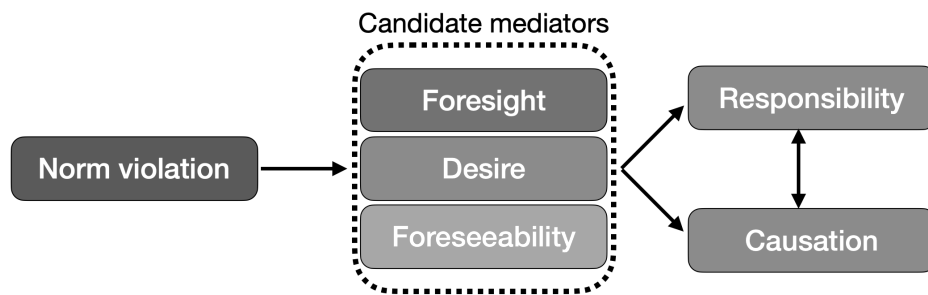 Candidate mediators
Foresight
Responsibility
Norm violation
Desire
Foreseeability
Causation